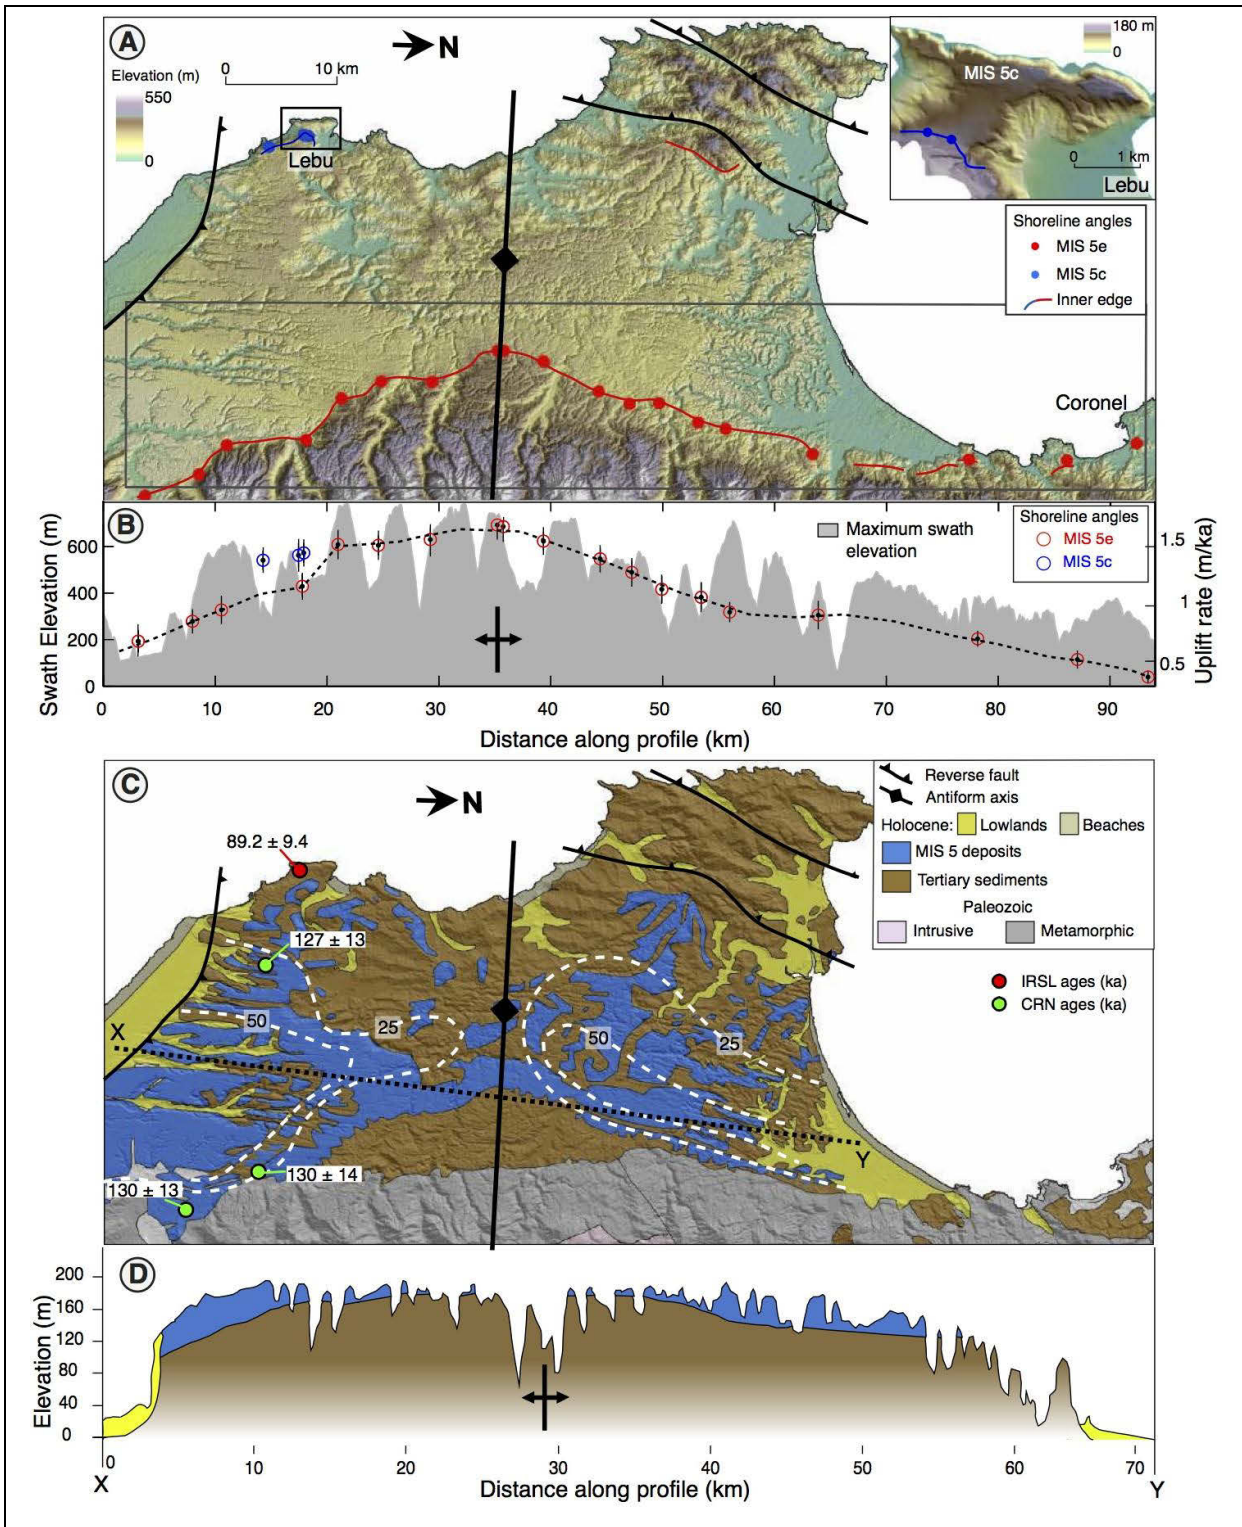 A
N
Elevation (m)
550
0
0 10 km
Lebu
180 m
0
MIS 5c
0 1 km
Lebu
Shoreline angles
MIS 5e
MIS 5c
Inner edge
Coronel
B
Maximum swath
elevation
Shoreline angles
MIS 5e
MIS 5c
Swath Elevation (m)
600
400
200
0
1.5
1
0.5
Uplift rate (m/ka)
0 10 20 30 40 50 60 70 80 90
Distance along profile (km)
C
N
Reverse fault
Antiform axis
Holocene: Lowlands Beaches
MIS 5 deposits
Tertiary sediments
Paleozoic
Intrusive Metamorphic
IRSL ages (ka)
CRN ages (ka)
89.2 ± 9.4
127 ± 13
X
50
25
50
25
Y
130 ± 14
130 ± 13
D
Elevation (m)
200
160
120
80
40
0
0 10 20 30 40 50 60 70
X
Distance along profile (km)
Y